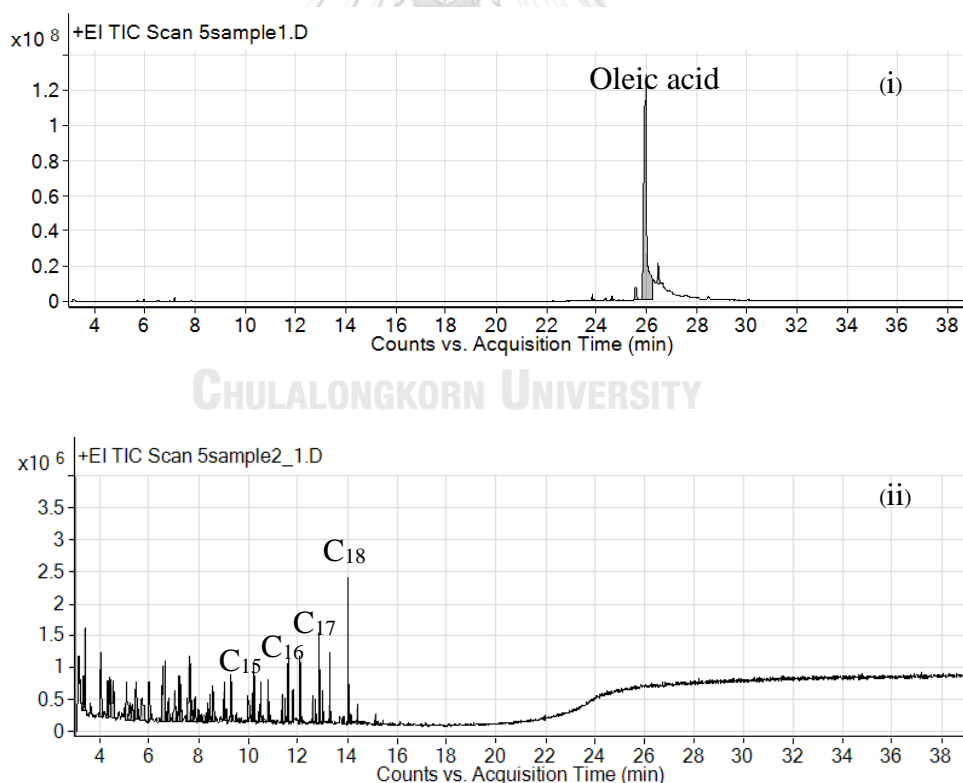 x10 8 +EI TIC Scan 5sample1.D
Oleic acid
(i)
1.2
1
0.8
0.6
0.4
0.2
0
4 6 8 10 12 14 16 18 20 22 24 26 28 30 32 34 36 38
Counts vs. Acquisition Time (min)
CHULALONGKORN UNIVERSITY
x10 6 +EI TIC Scan 5sample2_1.D
(ii)
3.5
3
2.5
2
1.5
1
0.5
0
C18
C17
C16
C15
4 6 8 10 12 14 16 18 20 22 24 26 28 30 32 34 36 38
Counts vs. Acquisition Time (min)